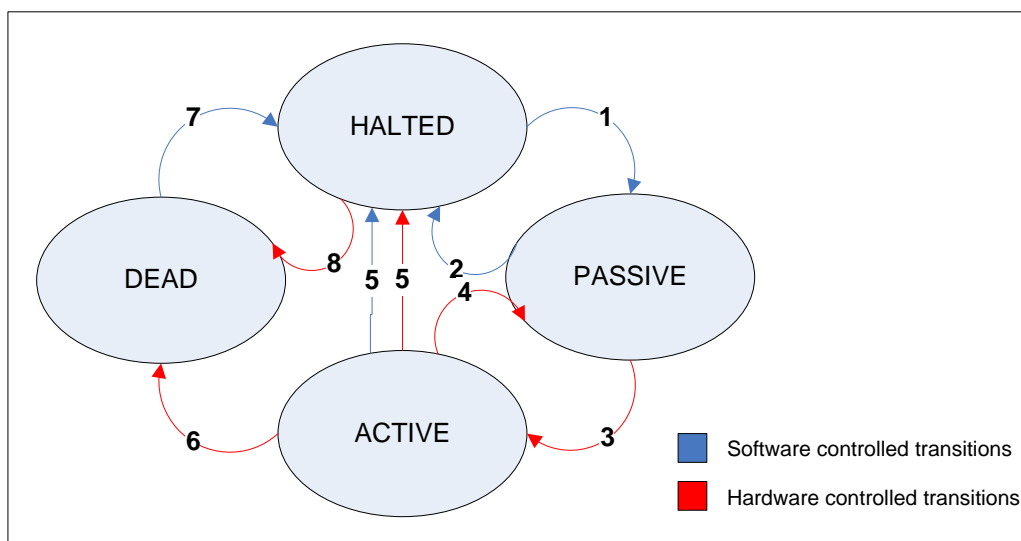 HALTED
7
1
8
5
5
2
4
DEAD
PASSIVE
6
ACTIVE
3
Software controlled transitions
Hardware controlled transitions